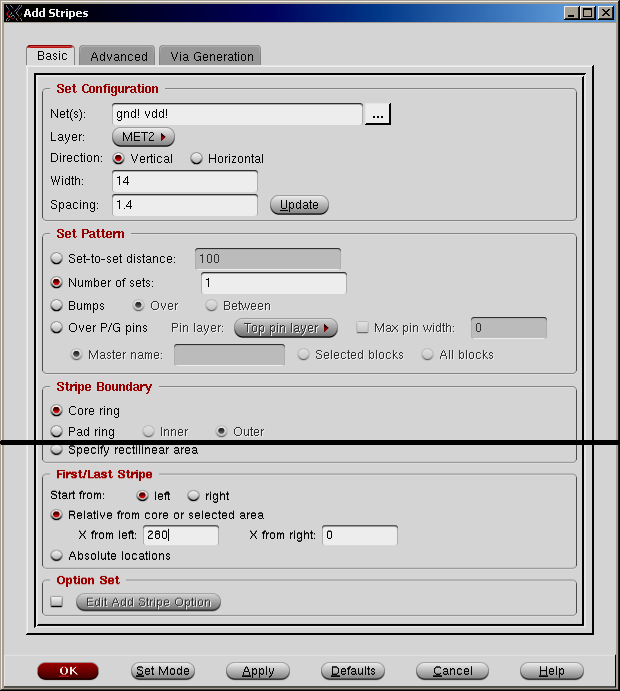 Add Stripes
Basic Advanced Via Generation
Set Configuration
Net(s): gnd! vdd! ...
Layer: MET2
Direction: Vertical Horizontal
Width: 14
Spacing: 1.4 Update
Set Pattern
Set-to-set distance: 100
Number of sets: 1
Bumps Over Between
Over P/G pins Pin layer: Top pin layer Max pin width: 0
Master name: Selected blocks All blocks
Stripe Boundary
Core ring
Pad ring Inner Outer
Specify rectilinear area
First/Last Stripe
Start from: left right
Relative from core or selected area
X from left: 280 X from right: 0
Absolute locations
Option Set
Edit Add Stripe Option
OK Set Mode Apply Defaults Cancel Help